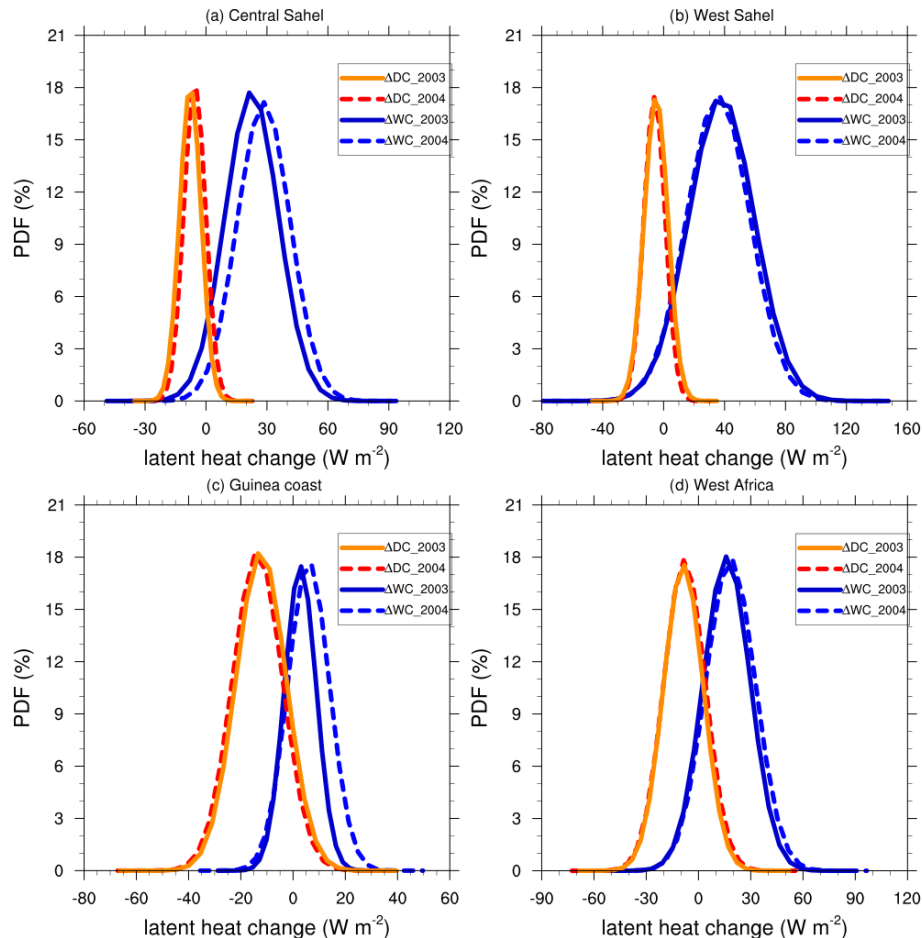 (a) Central Sahel
PDF (%)
21
18
15
12
9
6
3
0
-60 -30 0 30 60 90 120
latent heat change (W m-2)
ΔDC_2003
ΔDC_2004
ΔWC_2003
ΔWC_2004
(b) West Sahel
PDF (%)
21
18
15
12
9
6
3
0
-80 -40 0 40 80 120 160
latent heat change (W m-2)
ΔDC_2003
ΔDC_2004
ΔWC_2003
ΔWC_2004
(c) Guinea coast
PDF (%)
21
18
15
12
9
6
3
0
-80 -60 -40 -20 0 20 40 60
latent heat change (W m-2)
ΔDC_2003
ΔDC_2004
ΔWC_2003
ΔWC_2004
(d) West Africa
PDF (%)
21
18
15
12
9
6
3
0
-90 -60 -30 0 30 60 90 120
latent heat change (W m-2)
ΔDC_2003
ΔDC_2004
ΔWC_2003
ΔWC_2004